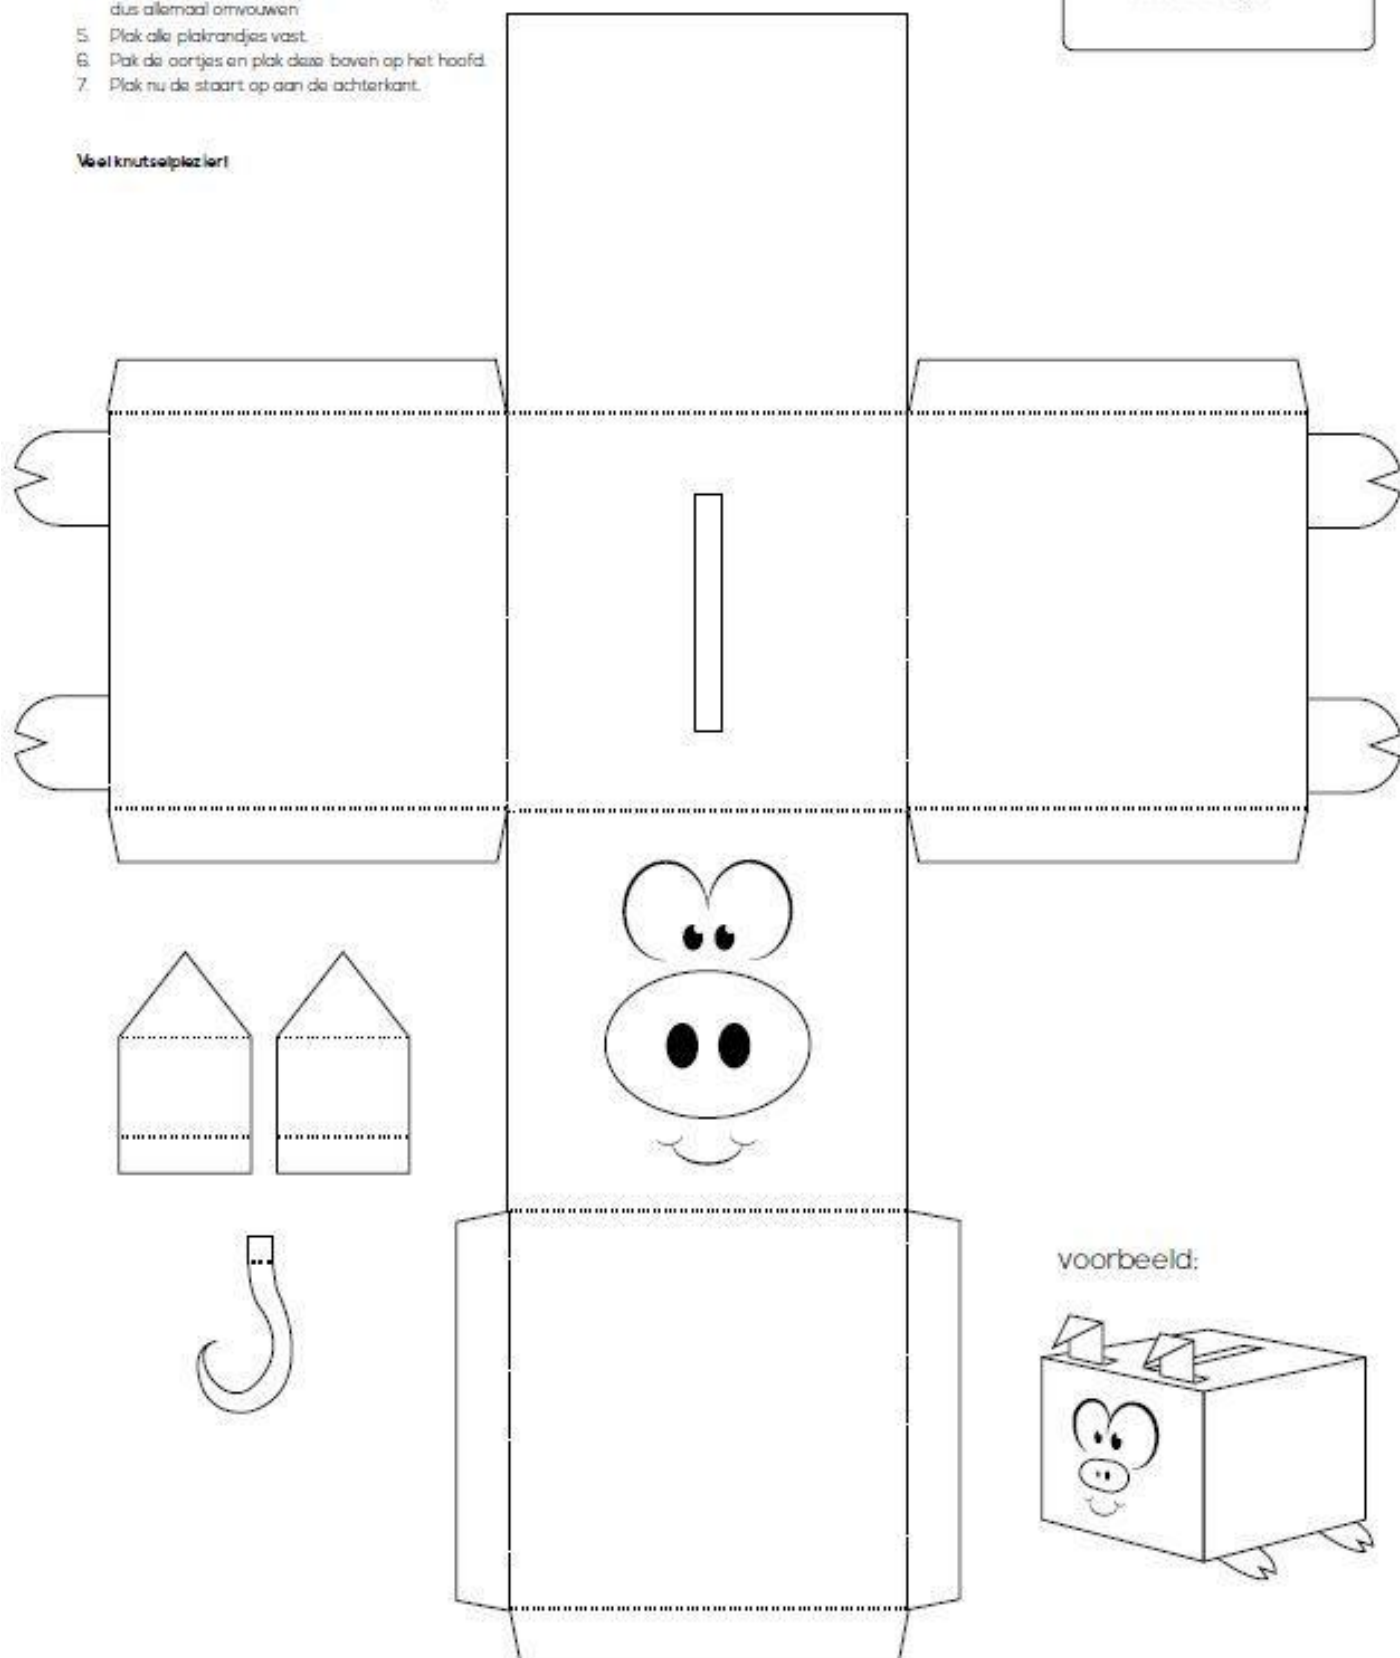 dus allemaal omvouwen
5. Plak alle plakrandjes vast.
6. Pak de oortjes en plak deze boven op het hoofd.
7. Plak nu de staart op aan de achterkant.
Veel knutselplezier!
voorbeeld: